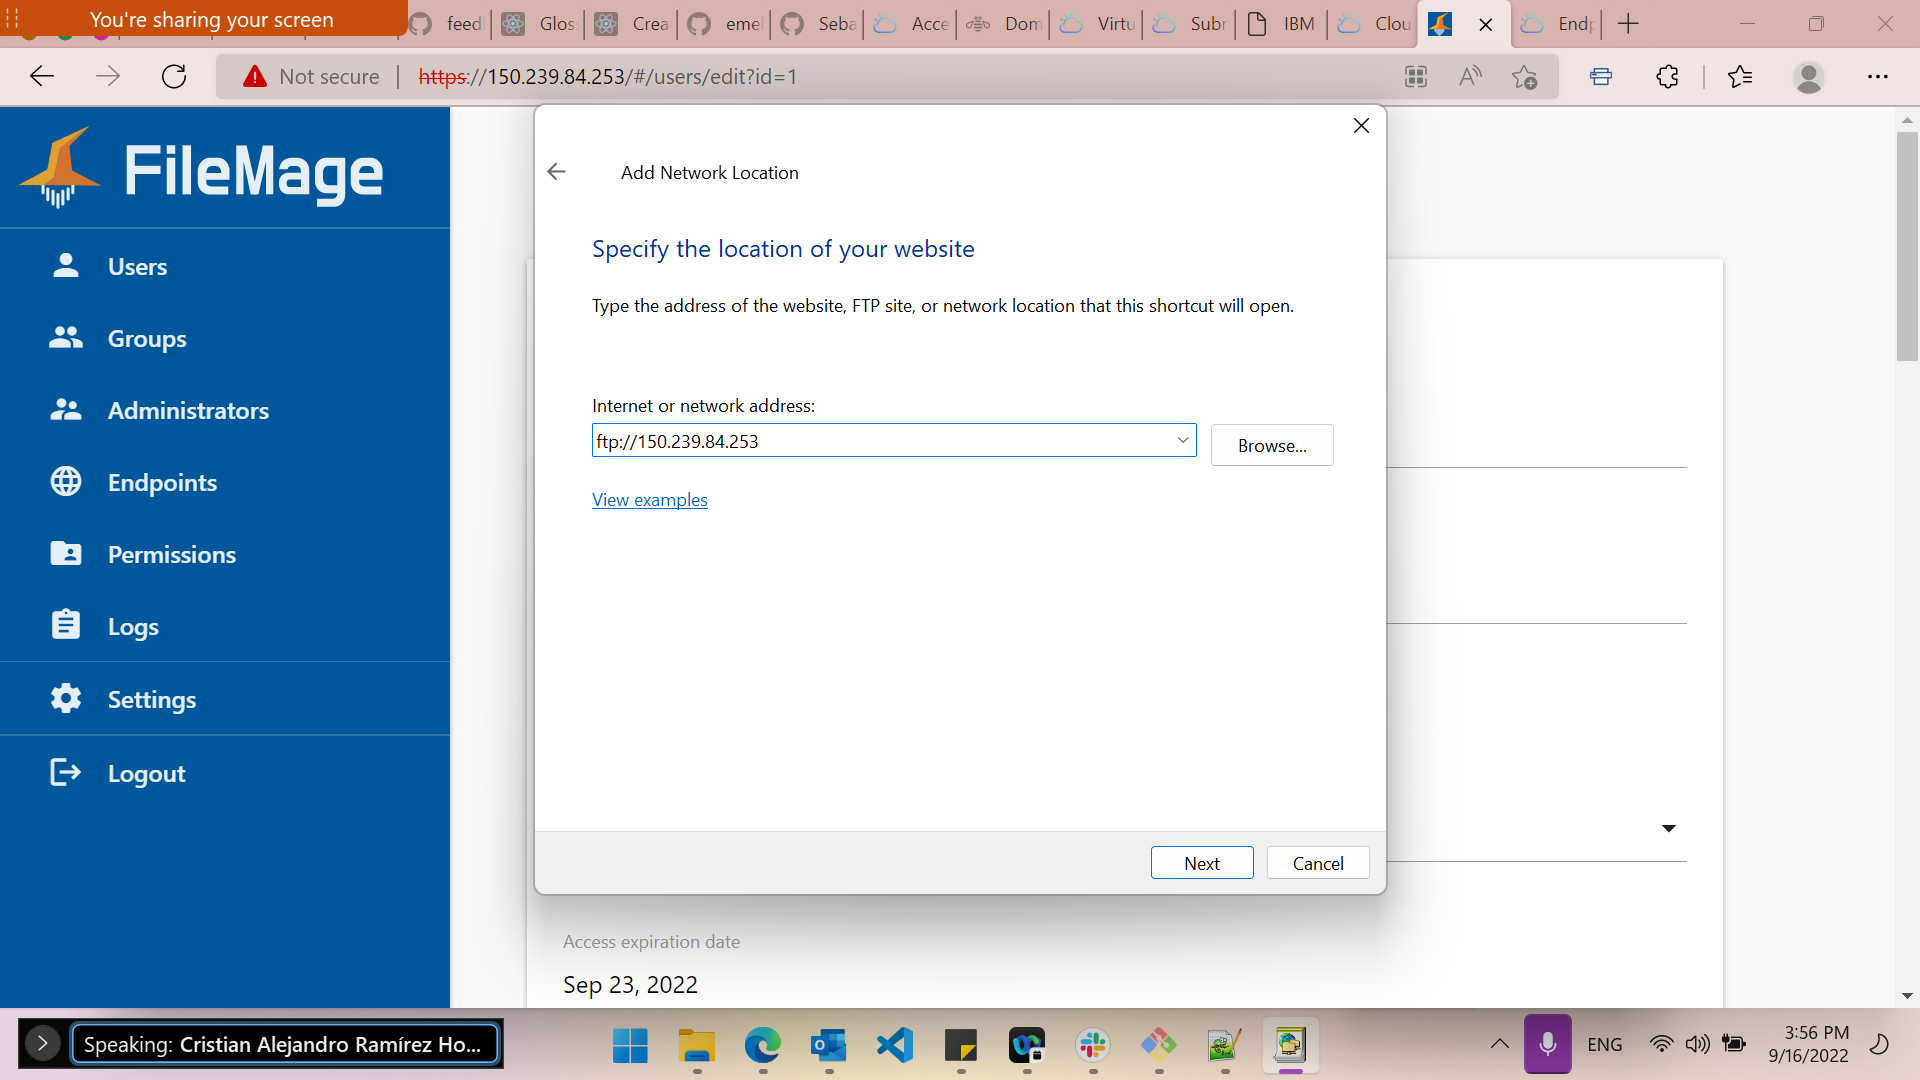 You're sharing your screen
feedl
Glos
Crea
emel
Seba
Acce
Dom
Virtu
Subn
IBM
Clou
Endp
Not secure
https://150.239.84.253/#/users/edit?id=1
FileMage
Users
Groups
Administrators
Endpoints
Permissions
Logs
Settings
Logout
Add Network Location
Specify the location of your website
Type the address of the website, FTP site, or network location that this shortcut will open.
Internet or network address:
ftp://150.239.84.253
Browse...
View examples
Next
Cancel
Access expiration date
Sep 23, 2022
Speaking: Cristian Alejandro Ramírez Ho...
ENG
3:56 PM
9/16/2022